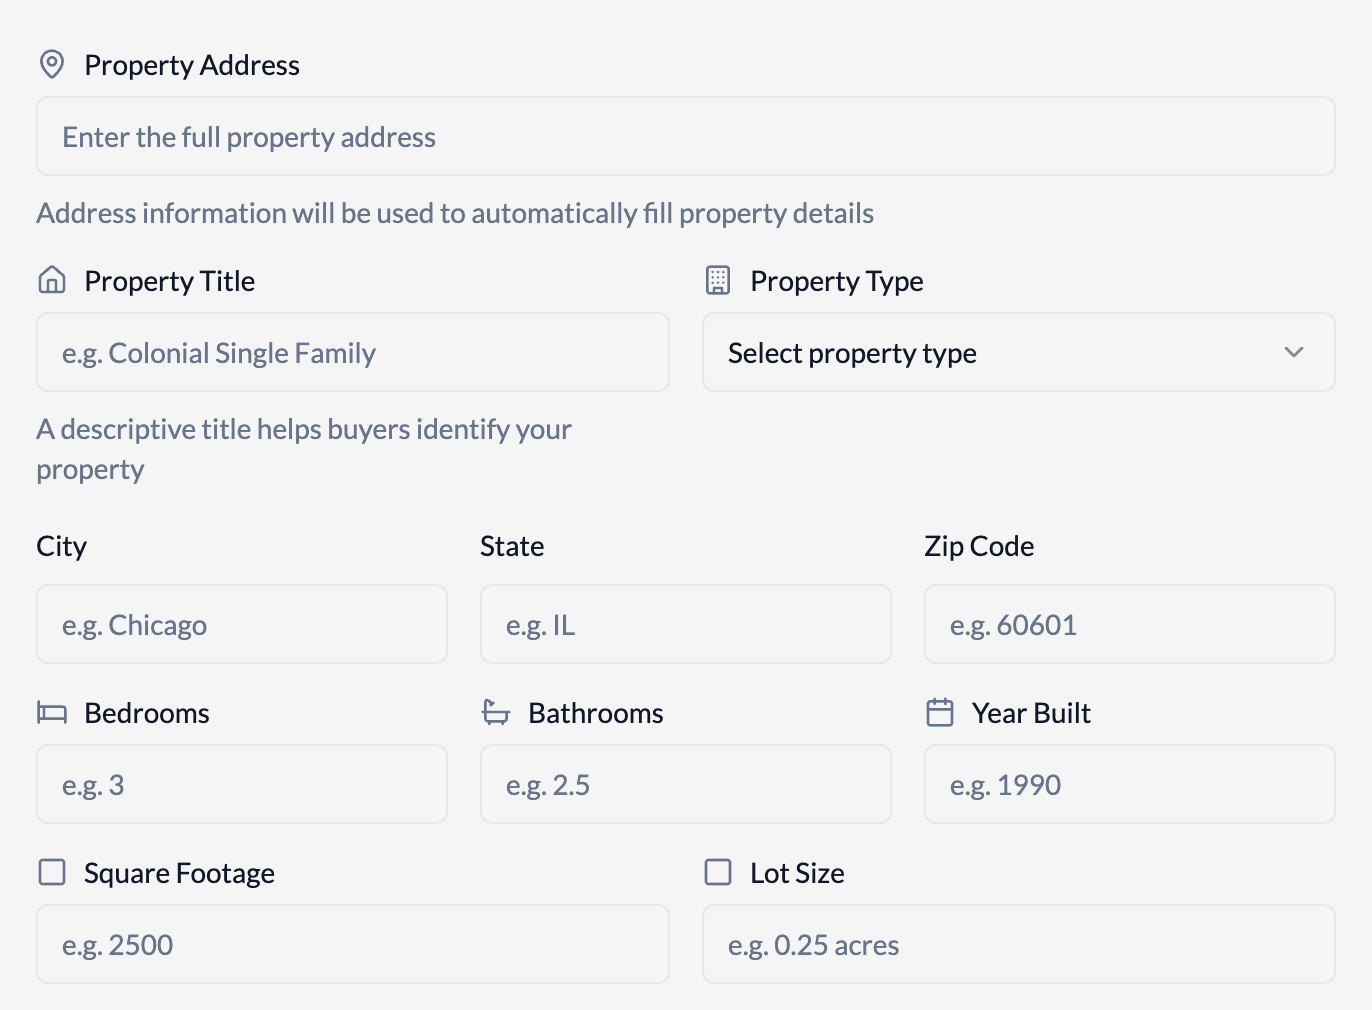 Property Address
Enter the full property address
Address information will be used to automatically fill property details
Property Title
Property Type
e.g. Colonial Single Family
Select property type
A descriptive title helps buyers identify your
property
City
State
Zip Code
e.g. Chicago
e.g. IL
e.g. 60601
Bedrooms
Bathrooms
Year Built
e.g. 3
e.g. 2.5
e.g. 1990
Square Footage
Lot Size
e.g. 2500
e.g. 0.25 acres